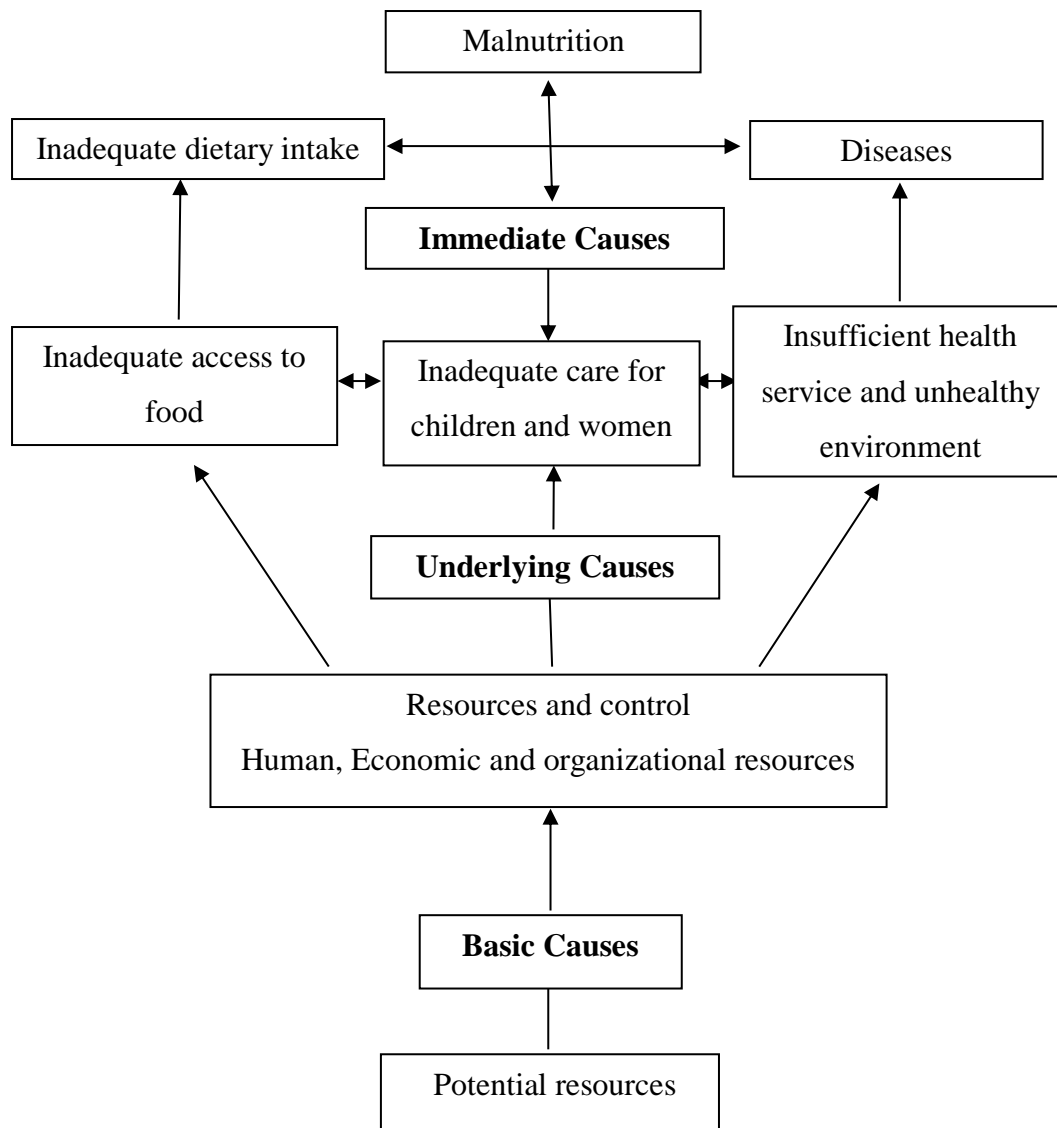 Malnutrition
Inadequate dietary intake
Diseases
Immediate Causes
Inadequate access to
food
Inadequate care for
children and women
Insufficient health
service and unhealthy
environment
Underlying Causes
Resources and control
Human, Economic and organizational resources
Basic Causes
Potential resources